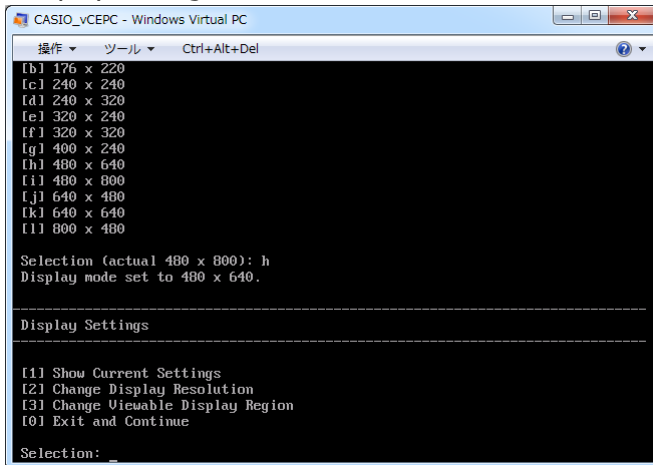 CASIO_vCEPC - Windows Virtual PC
操作 ツール Ctrl+Alt+Del
[b] 176 x 220
[c] 240 x 240
[d] 240 x 320
[e] 320 x 240
[f] 320 x 320
[g] 400 x 240
[h] 480 x 640
[i] 480 x 800
[j] 640 x 480
[k] 640 x 640
[l] 800 x 480
Selection (actual 480 x 800): h
Display mode set to 480 x 640.
Display Settings
[1] Show Current Settings
[2] Change Display Resolution
[3] Change Viewable Display Region
[0] Exit and Continue
Selection: _